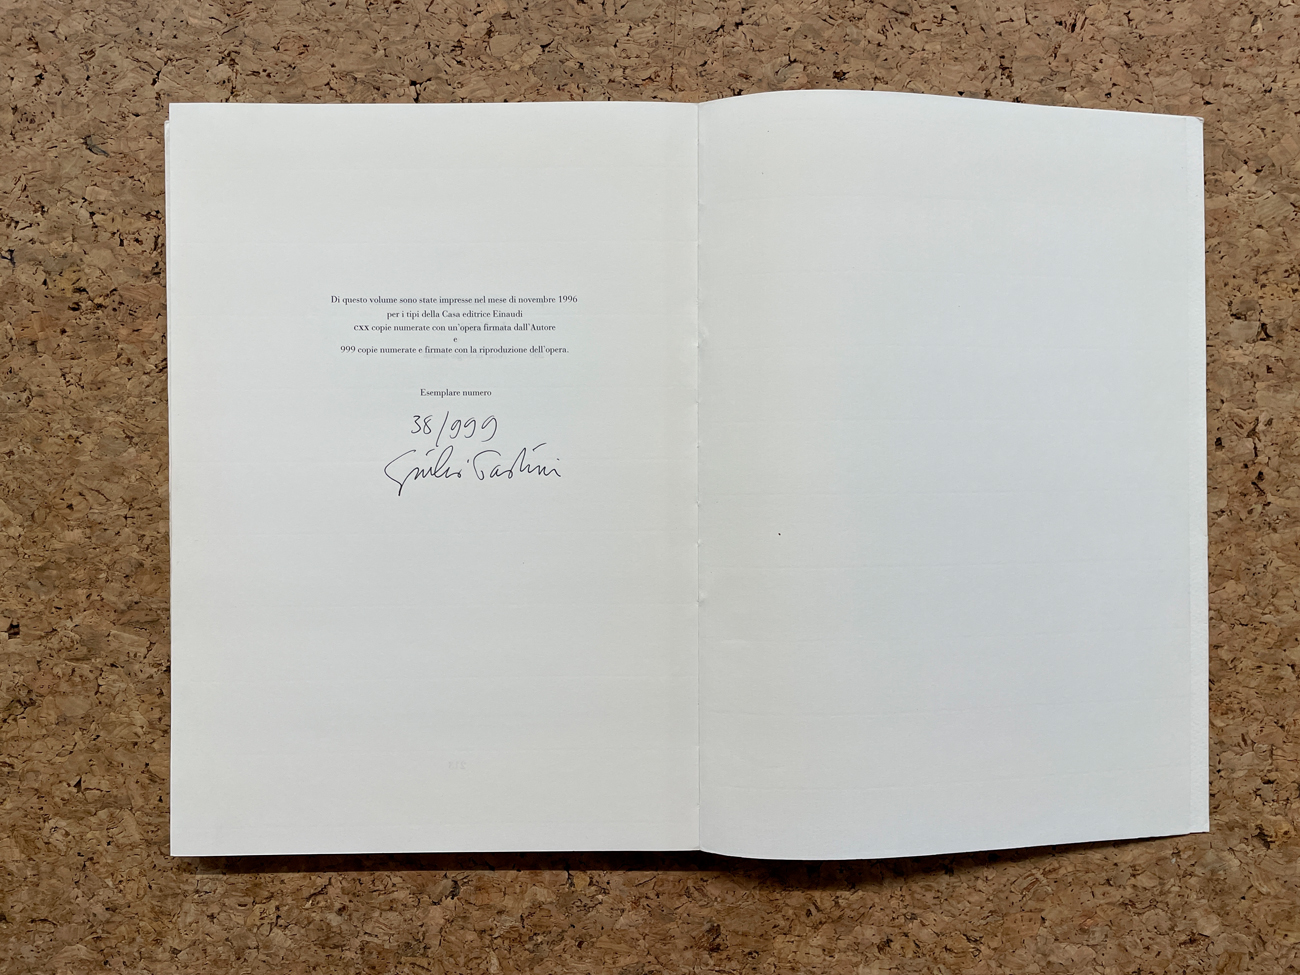 Di questo volume sono state impresse nel mese di novembre 1996
per i tipi della Casa editrice Einaudi
CXX copie numerate con un'opera firmata dall'Autore
e
999 copie numerate e firmate con la riproduzione dell'opera.
Esemplare numero
38/999
Giulio